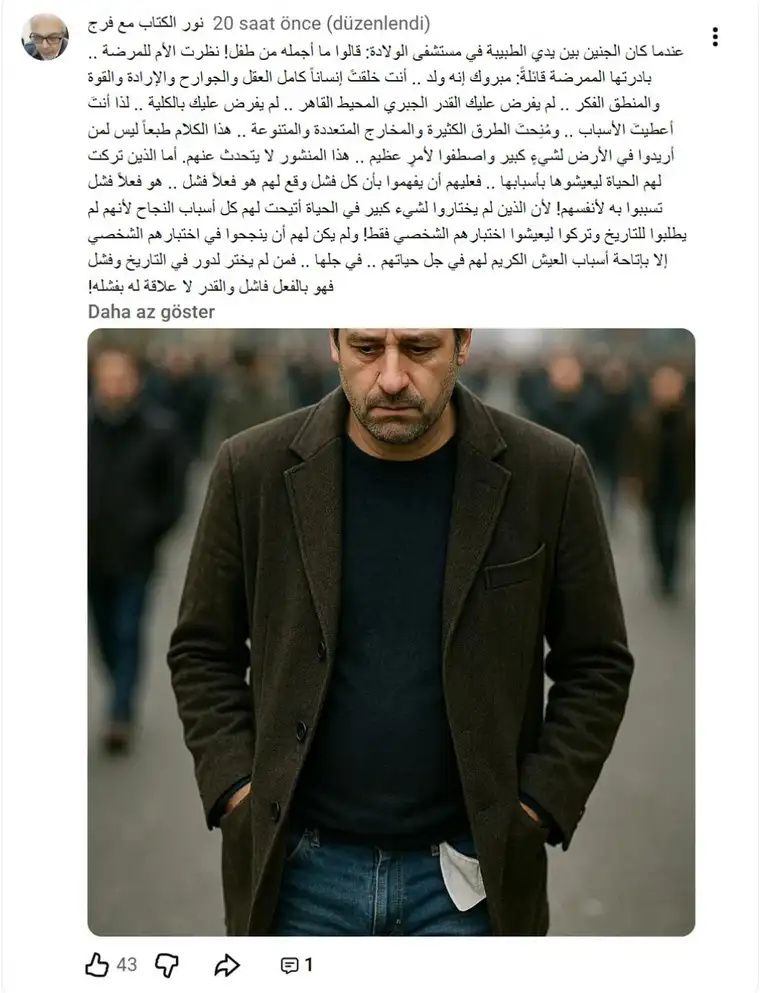 نور الكتاب مع فرج 20 saat önce (düzenlendi)
عندما كان الجنين بين يدي الطبيبة في مستشفى الولادة: قالوا ما أجمله من طفل! نظرت الأم للمرضة ..
بادرتها الممرضة قائلةً: مبروك إنه ولد .. أنت خلقتَ إنساناً كامل العقل والجوارح والإرادة والقوة
والمنطق الفكر .. لم يفرض عليك القدر الجبري المحيط القاهر .. لم يفرض عليك بالكلية .. لذا أنتَ
أعطيتَ الأسباب .. ومُنِحتَ الطرق الكثيرة والمخارج المتعددة والمتنوعة .. هذا الكلام طبعاً ليس لمن
أريدوا في الأرض لشيءٍ كبير واصطفوا لأمرٍ عظيم .. هذا المنشور لا يتحدث عنهم. أما الذين تركت
لهم الحياة ليعيشوها بأسبابها .. فعليهم أن يفهموا بأن كل فشل وقع لهم هو فعلاً فشل .. هو فعلاً فشل
تسببوا به لأنفسهم! لأن الذين لم يختاروا لشيء كبير في الحياة أتيحت لهم كل أسباب النجاح لأنهم لم
يطلبوا للتاريخ وتركوا ليعيشوا اختبارهم الشخصي فقط! ولم يكن لهم أن ينجحوا في اختبارهم الشخصي
إلا بإتاحة أسباب العيش الكريم لهم في جل حياتهم .. في جلها .. فمن لم يختر لدور في التاريخ وفشل
فهو بالفعل فاشل والقدر لا علاقة له بفشله!
Daha az göster
43
1